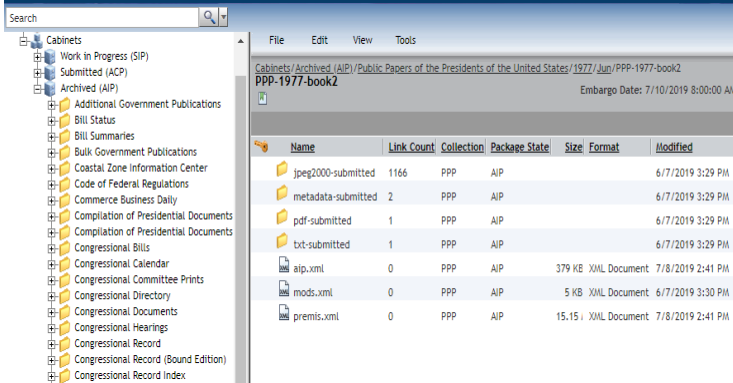 Search
Cabinets
Work in Progress (SIP)
Submitted (ACP)
Archived (AIP)
Additional Government Publications
Bill Status
Bill Summaries
Bulk Government Publications
Coastal Zone Information Center
Code of Federal Regulations
Commerce Business Daily
Compilation of Presidential Documents
Compilation of Presidential Documents
Congressional Bills
Congressional Calendar
Congressional Committee Prints
Congressional Directory
Congressional Documents
Congressional Hearings
Congressional Record
Congressional Record (Bound Edition)
Congressional Record Index
File Edit View Tools
Cabinets/Archived (AIP)/Public Papers of the Presidents of the United States/1977/Jun/PPP-1977-book2
PPP-1977-book2
Embargo Date: 7/10/2019 8:00:00 AM
Name Link Count Collection Package State Size Format Modified
jpeg2000-submitted 1166 PPP AIP 6/7/2019 3:29 PM
metadata-submitted 2 PPP AIP 6/7/2019 3:29 PM
pdf-submitted 1 PPP AIP 6/7/2019 3:29 PM
txt-submitted 1 PPP AIP 6/7/2019 3:29 PM
aip.xml 0 PPP AIP 379 KB XML Document 7/8/2019 2:41 PM
mods.xml 0 PPP AIP 5 KB XML Document 6/7/2019 3:30 PM
premis.xml 0 PPP AIP 15.15 XML Document 7/8/2019 2:41 PM